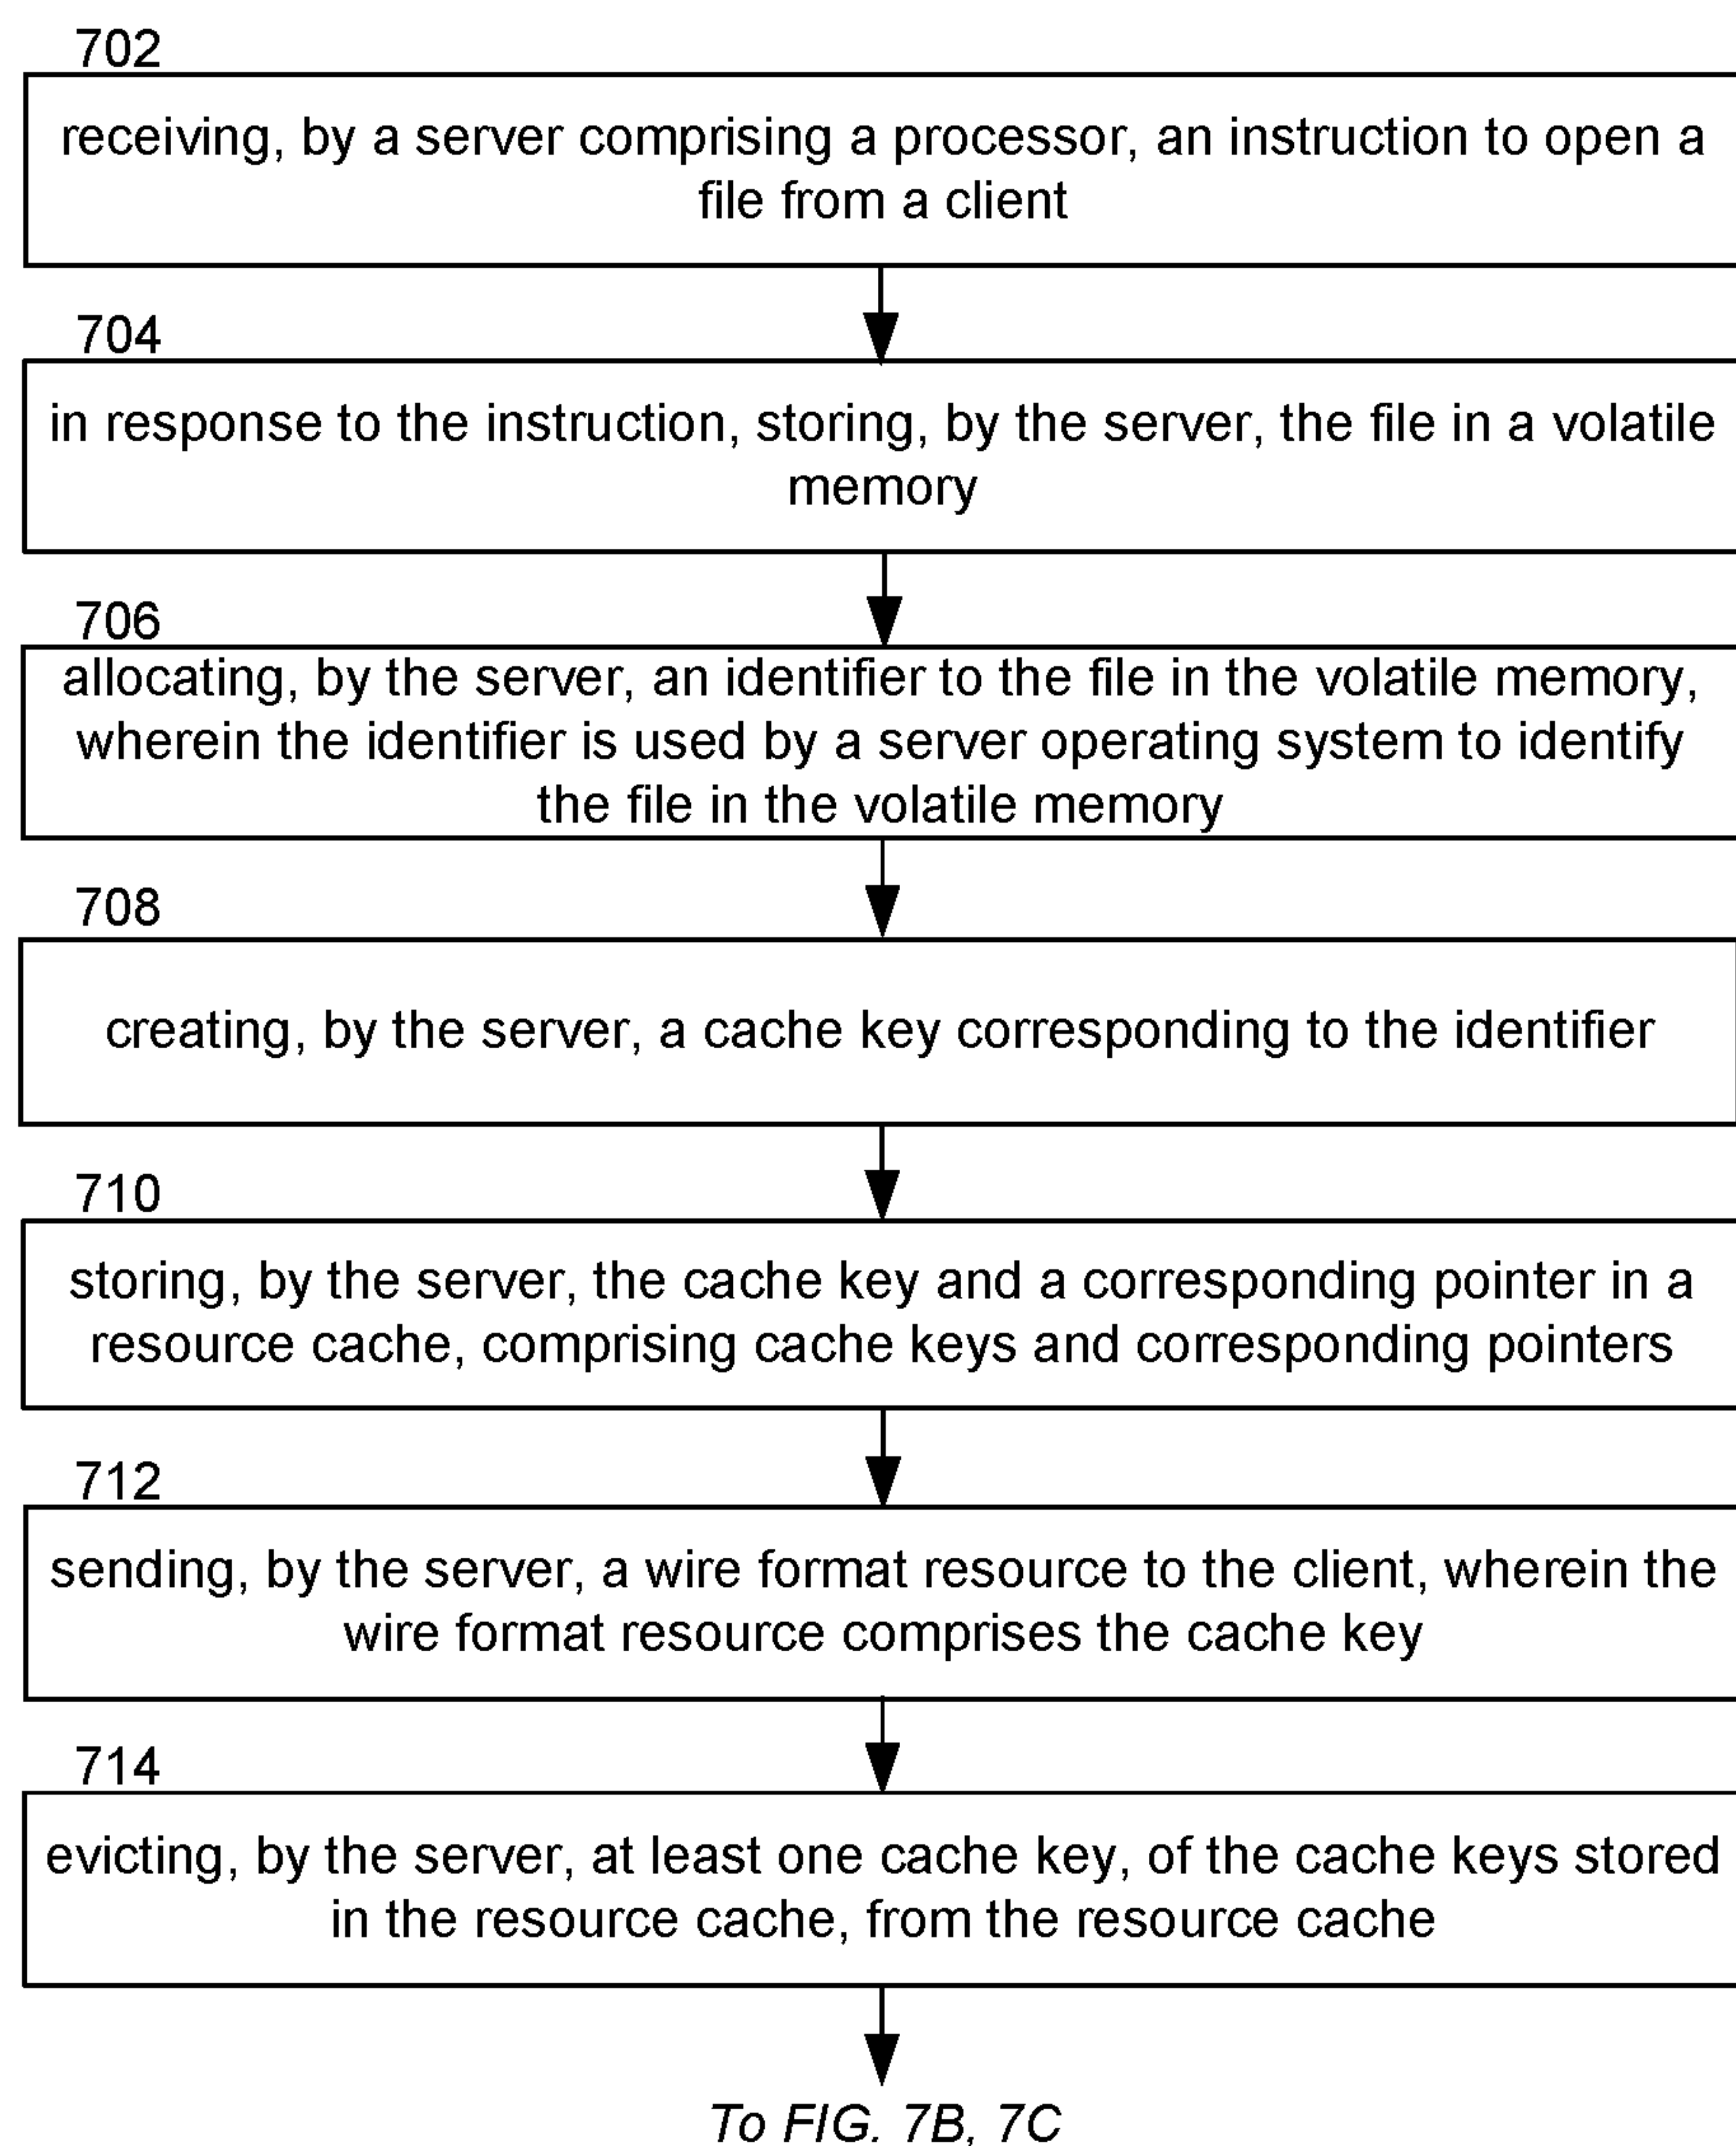 702
receiving, by a server comprising a processor, an instruction to open a
file from a client
704
in response to the instruction, storing, by the server, the file in a volatile
memory
706
allocating, by the server, an identifier to the file in the volatile memory,
wherein the identifier is used by a server operating system to identify
the file in the volatile memory
708
creating, by the server, a cache key corresponding to the identifier
710
storing, by the server, the cache key and a corresponding pointer in a
resource cache, comprising cache keys and corresponding pointers
712
sending, by the server, a wire format resource to the client, wherein the
wire format resource comprises the cache key
714
evicting, by the server, at least one cache key, of the cache keys stored
in the resource cache, from the resource cache
To FIG. 7B, 7C